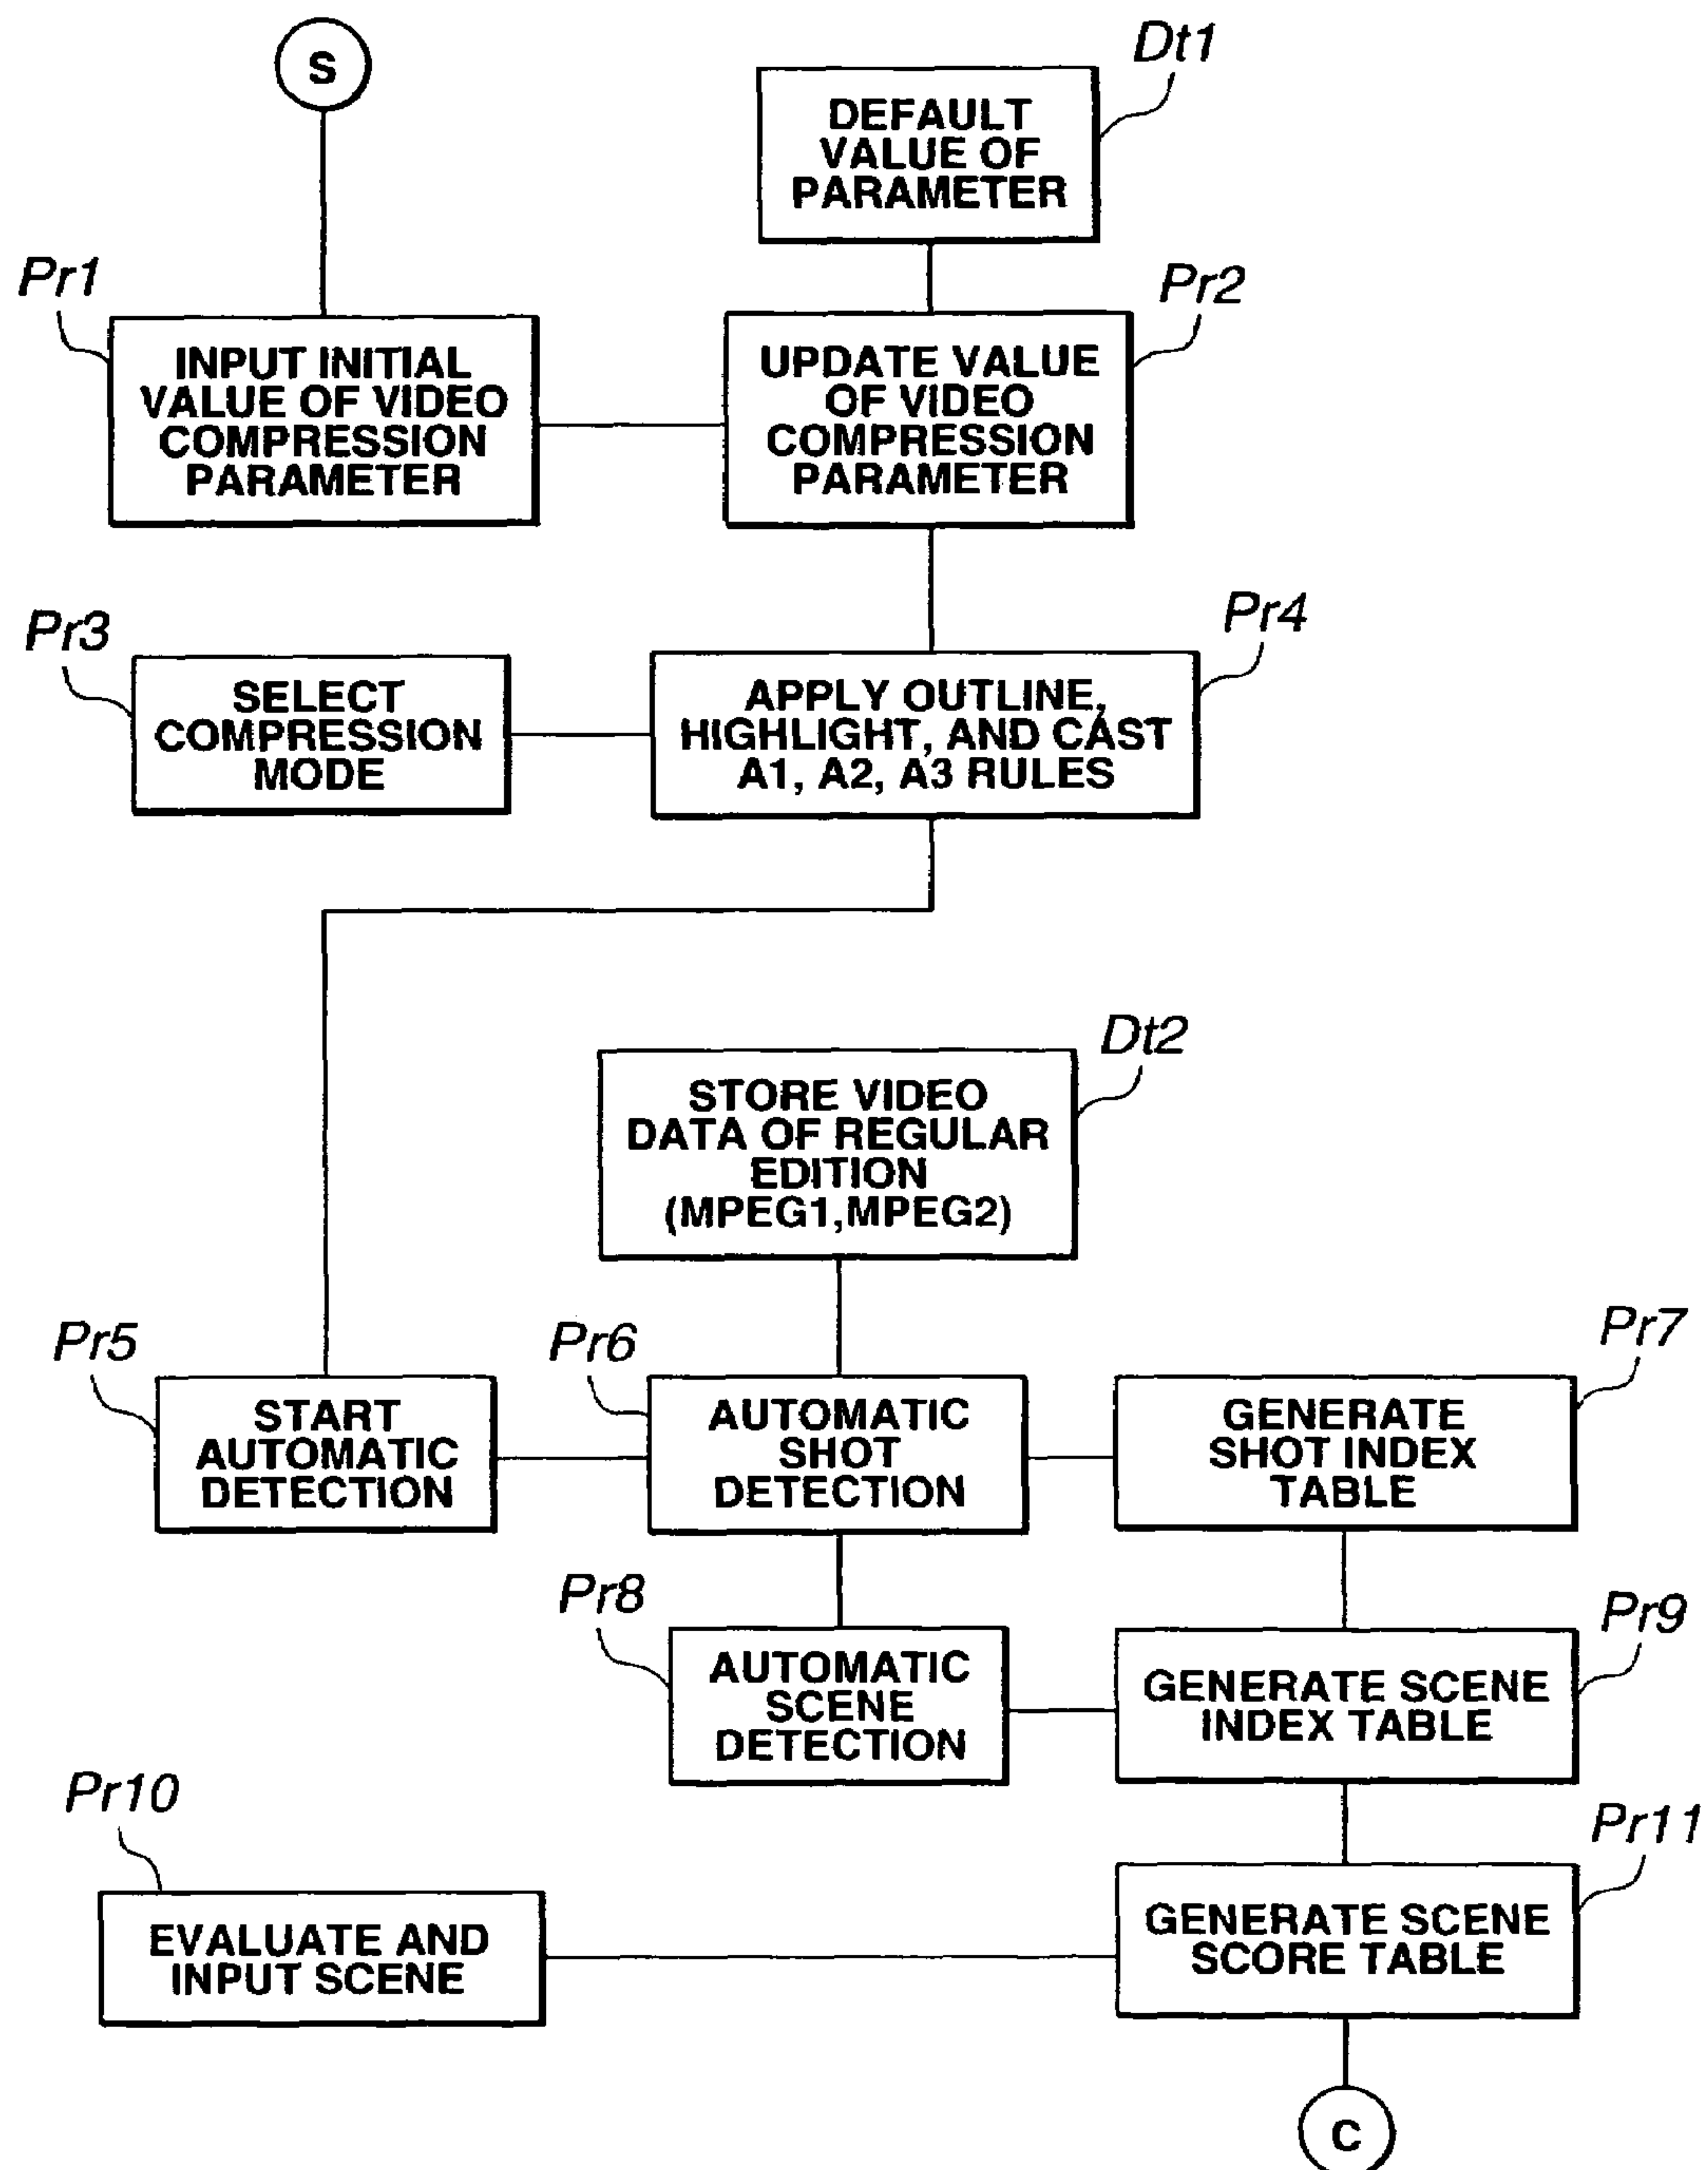 S
Dt1
DEFAULT
VALUE OF
PARAMETER
Pr1
INPUT INITIAL
VALUE OF VIDEO
COMPRESSION
PARAMETER
Pr2
UPDATE VALUE
OF VIDEO
COMPRESSION
PARAMETER
Pr3
SELECT
COMPRESSION
MODE
Pr4
APPLY OUTLINE,
HIGHLIGHT, AND CAST
A1, A2, A3 RULES
Dt2
STORE VIDEO
DATA OF REGULAR
EDITION
(MPEG1,MPEG2)
Pr5
START
AUTOMATIC
DETECTION
Pr6
AUTOMATIC
SHOT
DETECTION
Pr7
GENERATE
SHOT INDEX
TABLE
Pr8
AUTOMATIC
SCENE
DETECTION
Pr9
GENERATE SCENE
INDEX TABLE
Pr10
EVALUATE AND
INPUT SCENE
Pr11
GENERATE SCENE
SCORE TABLE
C